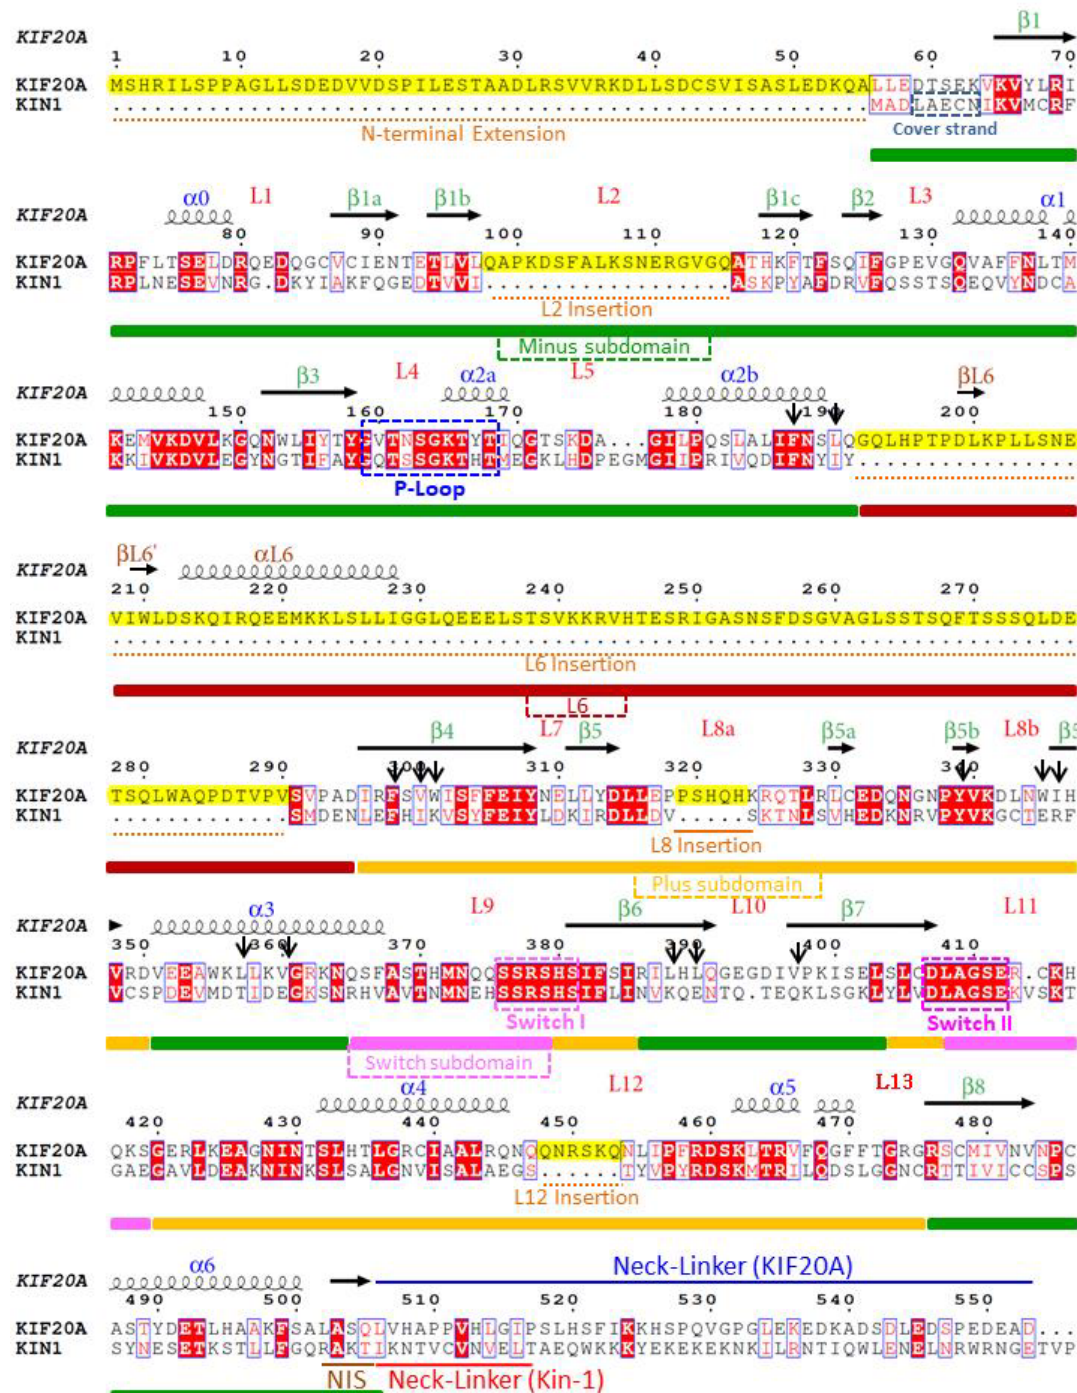 KIF20A β1
1 10 20 30 40 50 60 70
KIF20A MSHRILSPPAGLLSDEDVVDSPILESTAADLRSVVRKDLLSDCSVISASLEDKQALLEDTSEKVKVYLRI
KIN1 .......................................................MADLAECNIKVMCRF
N-terminal Extension Cover strand
KIF20A α0 L1 β1a β1b L2 β1c β2 L3 α1
80 90 100 110 120 130 140
KIF20A RPFLTSELDRQEDQGCVCIENTETLVLQAPKDSFALKSNERGVGQATHKFTFSQIFGPEVGQVAFFNLTM
KIN1 RPLNESEVNRG.DKYIAKFQGEDTVVI..................ASKPYAFDRVFQSSTSQEQVYNDCA
L2 Insertion
Minus subdomain
KIF20A β3 L4 α2a L5 α2b βL6
150 160 170 180 190 200
KIF20A KEMVKDVLKGQNWLIYTYGVTNSGKTYTIQGTSKDA...GILPQSLALIFNSLQGQLHPTPDLKPLLSNE
KIN1 KKIVKDVLEGYNGTIFAYGQTSSGKTHTMEGKLHDPEGMGIIPRIVQDIFNYIY................
P-Loop
KIF20A βL6' αL6
210 220 230 240 250 260 270
KIF20A VIWLDSKQIRQEEMKKLSLLIGGLQEEELSTSVKKRVHTESRIGASNSFDSGVAGLSSTSQFTSSSQLDE
KIN1 ......................................................................
L6 Insertion
L6
KIF20A β4 L7 β5 L8a β5a β5b L8b β5
280 290 300 310 320 330 340
KIF20A TSQLWAQPDTVPVSVPADIRFSVWISFFEIYNELLYDLLEPPSHQHKRQTLRLCEDQNGNPYVKDLNWIH
KIN1 .............SMDENLEFHIKVSYFEIYLDKIRDLLDV.....SKTNLSVHEDKNRVPYVKGCTERF
L8 Insertion
Plus subdomain
KIF20A α3 L9 β6 L10 β7 L11
350 360 370 380 390 400 410
KIF20A VRDVEEAWKLLKVGRKNQSFASTHMNQQSSRSHSIFSIRILHLQGEGDIVPKISELSLCDLAGSER.CKH
KIN1 VCSPDEVMDTIDEGKSNRHVAVTNMNEHSSRSHSIFLINVKQENTQ.TEQKLSGKLYLVDLAGSEKVSKT
Switch I Switch II
Switch subdomain
KIF20A α4 L12 α5 L13 β8
420 430 440 450 460 470 480
KIF20A QKSGERLKEAGNINTSLHTLGRCIAALRQNQQNRSKQNLIPFRDSKLTRVFQGFFTGRGRSCMIVNVNPC
KIN1 GAEGAVLDEAKNINKSLSALGNVISALAEGS......TYVPYRDSKMTRILQDSLGGNCRTTIVICCSPS
L12 Insertion
KIF20A α6 Neck-Linker (KIF20A)
490 500 510 520 530 540 550
KIF20A ASTYDETLHAAKFSALASQLVHAPPVHLGIPSLHSFIKKHSPQVGPGLEKEDKADSDLEDSPEDEAD...
KIN1 SYNESETKSTLLFGQRAKTIKNTVCVNVELTAEQWKKKYEKEKEKNKILRNTIQWLENELNRWRNGETVP
NIS Neck-Linker (Kin-1)